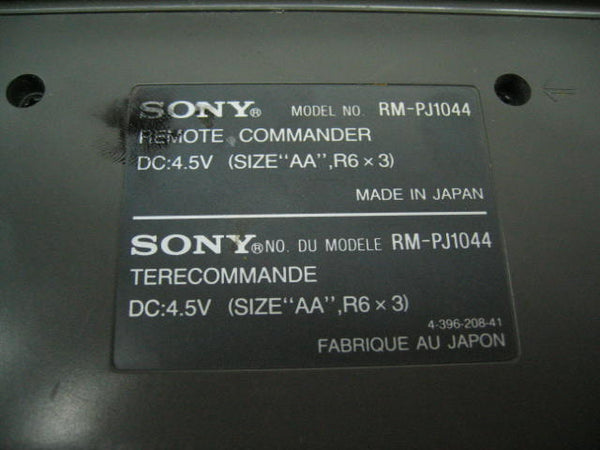 SONY® MODEL NO. RM-PJ1044
REMOTE COMMANDER
DC:4.5V (SIZE"AA",R6×3)
MADE IN JAPAN
SONY® NO. DU MODELE RM-PJ1044
TERECOMMANDE
DC:4.5V (SIZE"AA",R6×3)
4-396-208-41
FABRIQUE AU JAPON